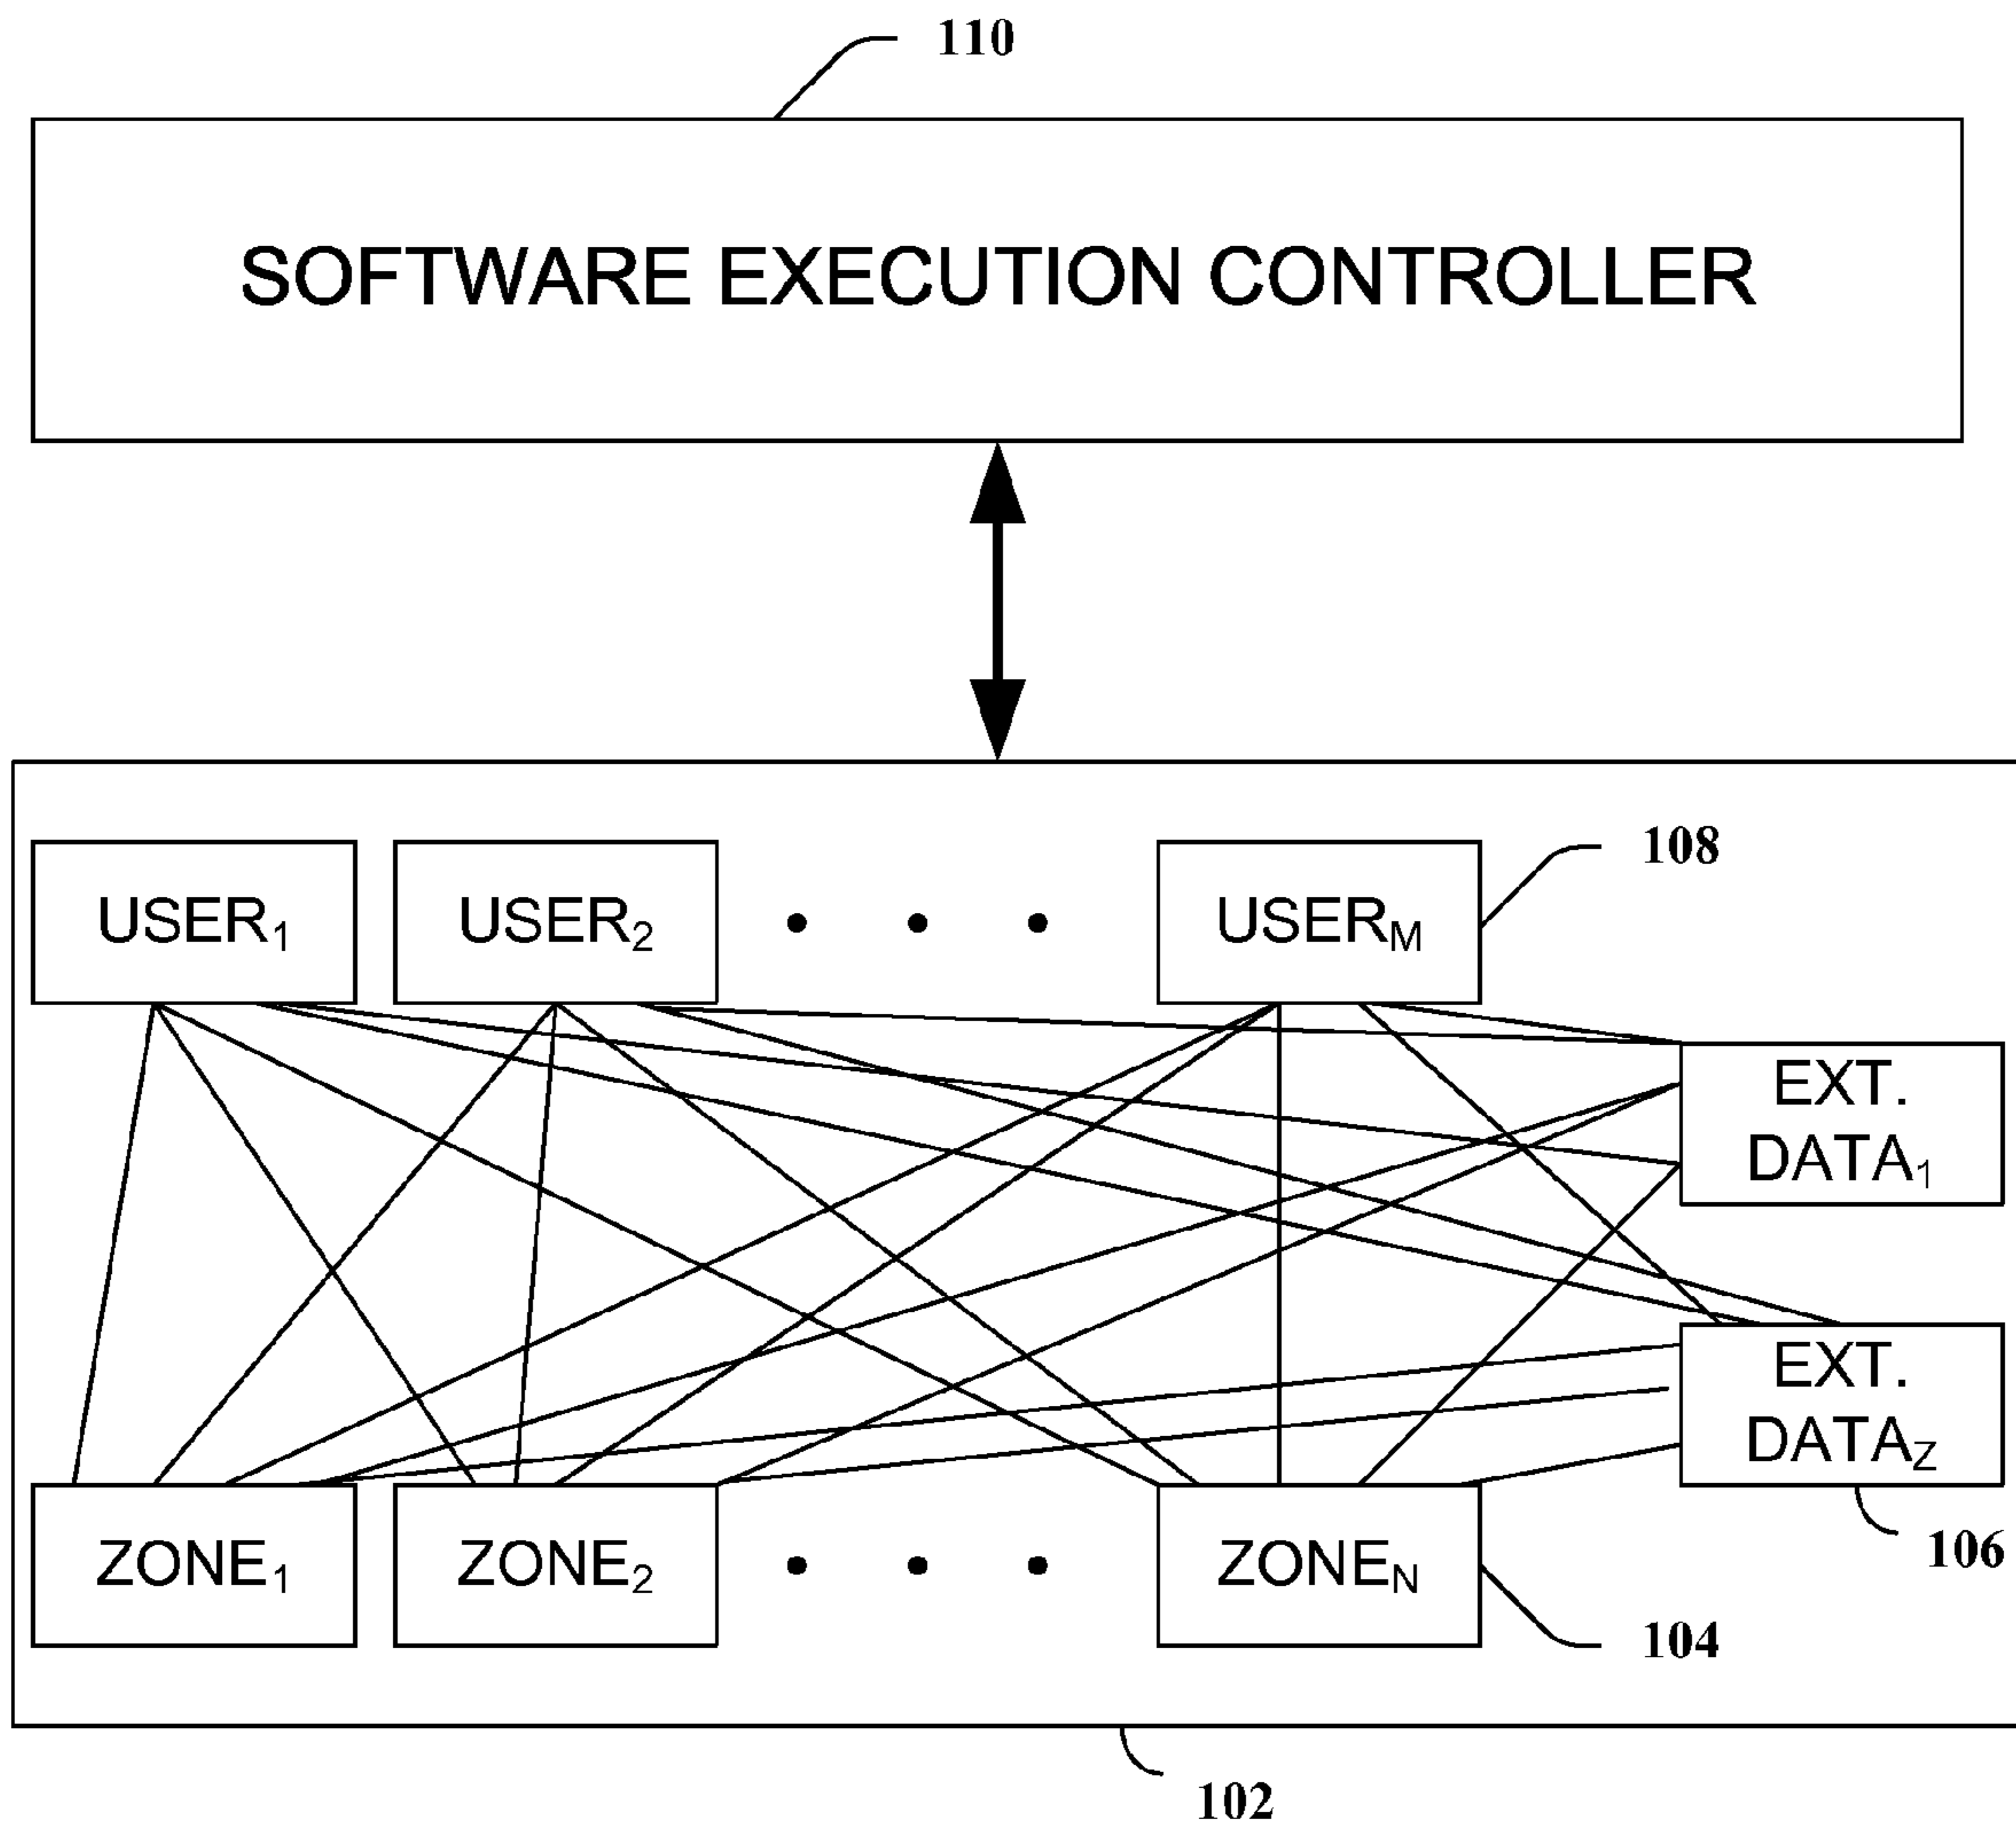 110
SOFTWARE EXECUTION CONTROLLER
108
USER₁ USER₂ • • • USERM
EXT.
DATA₁
EXT.
DATAZ
106
ZONE₁ ZONE₂ • • • ZONEN
104
102